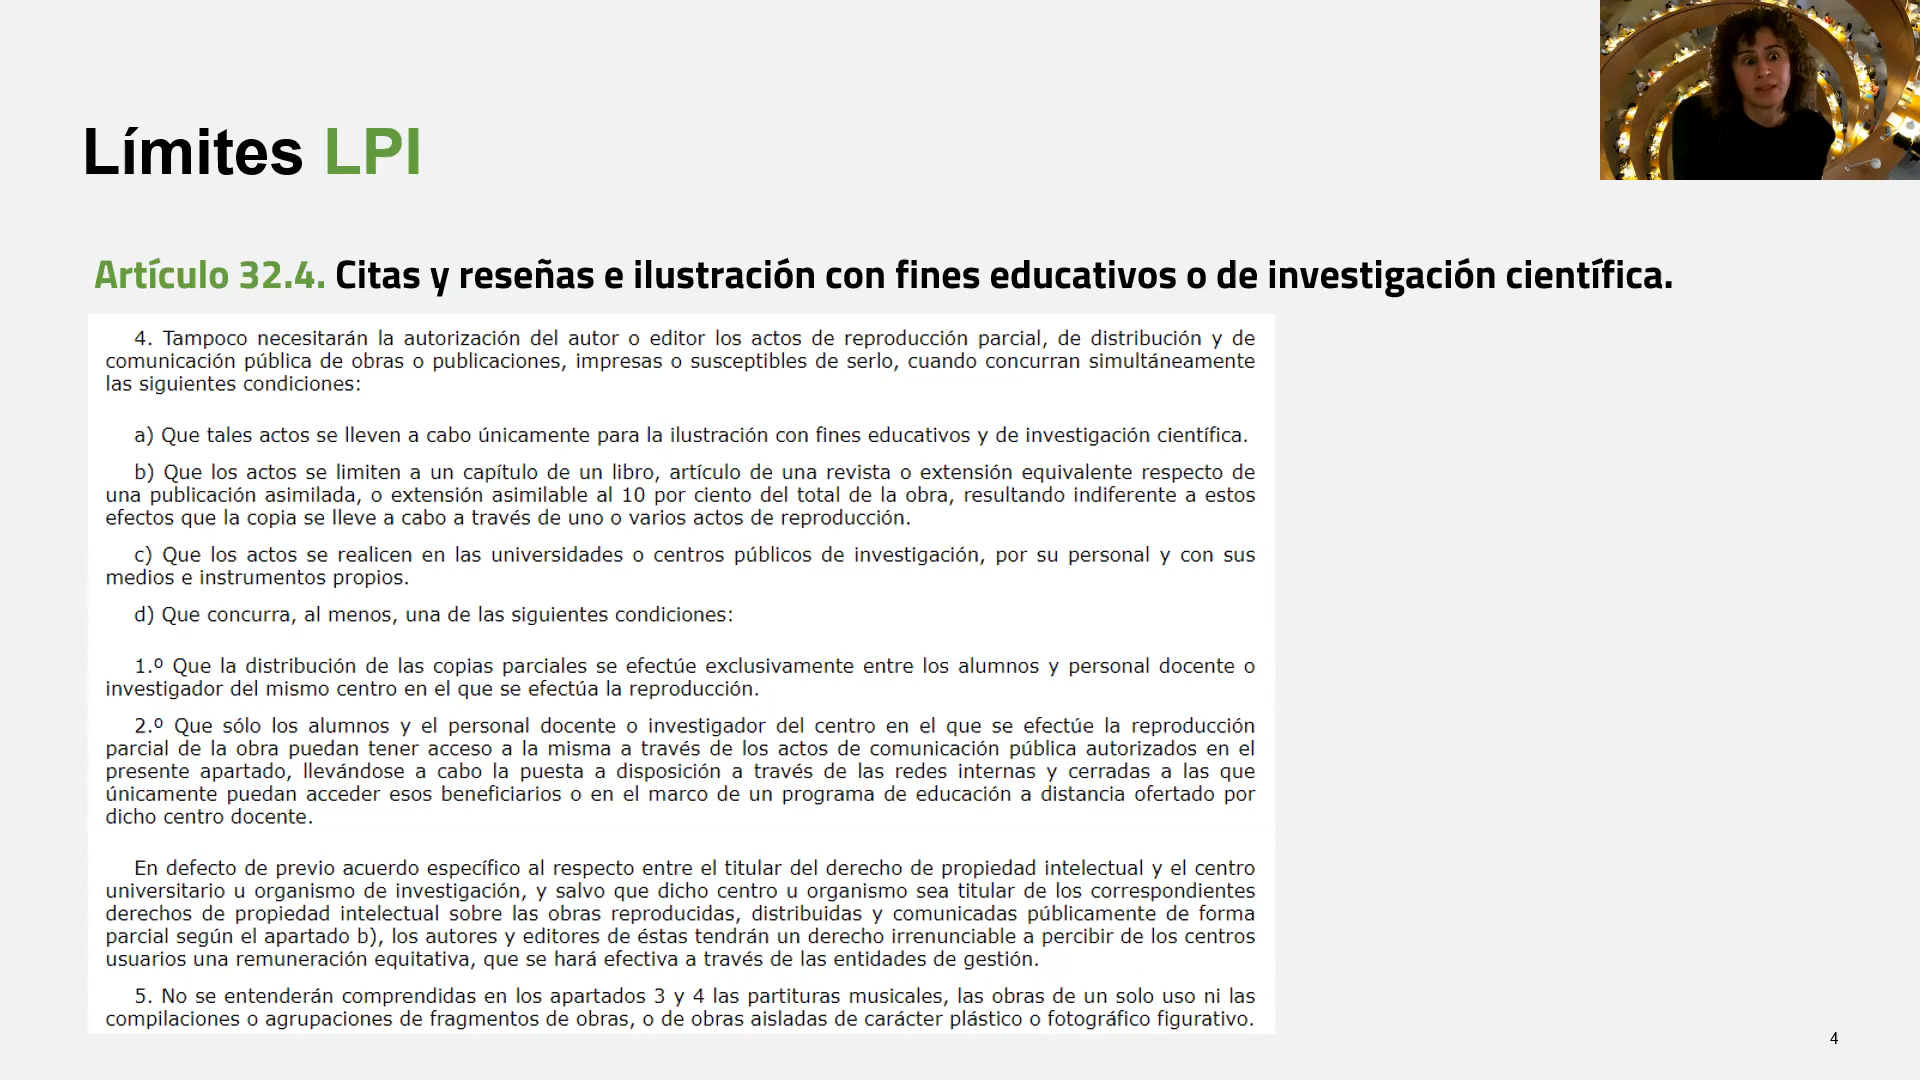 Límites LPI
Artículo 32.4. Citas y reseñas e ilustración con fines educativos o de investigación científica.
4. Tampoco necesitarán la autorización del autor o editor los actos de reproducción parcial, de distribución y de
comunicación pública de obras o publicaciones, impresas o susceptibles de serlo, cuando concurran simultáneamente
las siguientes condiciones:
a) Que tales actos se lleven a cabo únicamente para la ilustración con fines educativos y de investigación científica.
b) Que los actos se limiten a un capítulo de un libro, artículo de una revista o extensión equivalente respecto de
una publicación asimilada, o extensión asimilable al 10 por ciento del total de la obra, resultando indiferente a estos
efectos que la copia se lleve a cabo a través de uno o varios actos de reproducción.
c) Que los actos se realicen en las universidades o centros públicos de investigación, por su personal y con sus
medios e instrumentos propios.
d) Que concurra, al menos, una de las siguientes condiciones:
1.º Que la distribución de las copias parciales se efectúe exclusivamente entre los alumnos y personal docente o
investigador del mismo centro en el que se efectúa la reproducción.
2.º Que sólo los alumnos y el personal docente o investigador del centro en el que se efectúe la reproducción
parcial de la obra puedan tener acceso a la misma a través de los actos de comunicación pública autorizados en el
presente apartado, llevándose a cabo la puesta a disposición a través de las redes internas y cerradas a las que
únicamente puedan acceder esos beneficiarios o en el marco de un programa de educación a distancia ofertado por
dicho centro docente.
En defecto de previo acuerdo específico al respecto entre el titular del derecho de propiedad intelectual y el centro
universitario u organismo de investigación, y salvo que dicho centro u organismo sea titular de los correspondientes
derechos de propiedad intelectual sobre las obras reproducidas, distribuidas y comunicadas públicamente de forma
parcial según el apartado b), los autores y editores de éstas tendrán un derecho irrenunciable a percibir de los centros
usuarios una remuneración equitativa, que se hará efectiva a través de las entidades de gestión.
5. No se entenderán comprendidas en los apartados 3 y 4 las partituras musicales, las obras de un solo uso ni las
compilaciones o agrupaciones de fragmentos de obras, o de obras aisladas de carácter plástico o fotográfico figurativo.
4